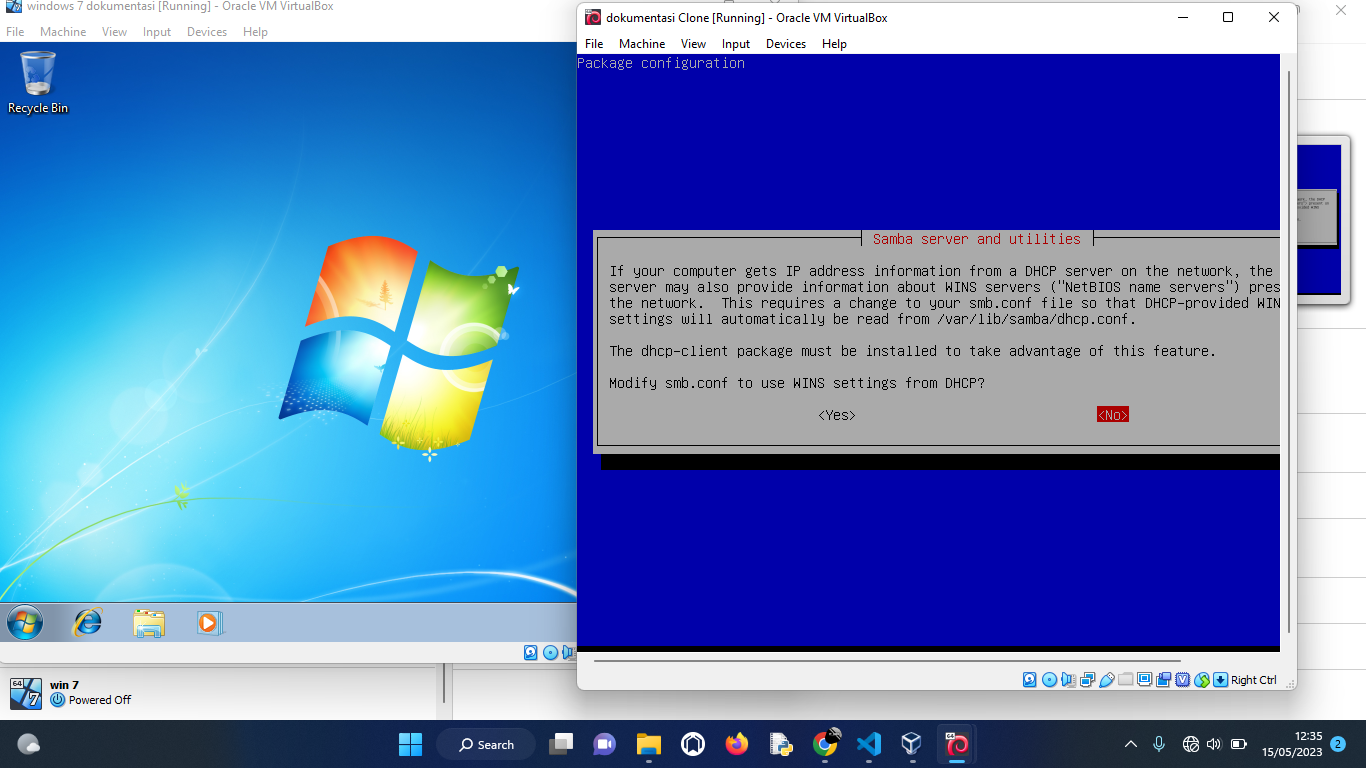 windows 7 dokumentasi [Running] - Oracle VM VirtualBox
File Machine View Input Devices Help
Recycle Bin
dokumentasi Clone [Running] - Oracle VM VirtualBox
File Machine View Input Devices Help
Package configuration
Samba server and utilities
If your computer gets IP address information from a DHCP server on the network, the
server may also provide information about WINS servers ("NetBIOS name servers") pres
the network. This requires a change to your smb.conf file so that DHCP-provided WIN
settings will automatically be read from /var/lib/samba/dhcp.conf.
The dhcp-client package must be installed to take advantage of this feature.
Modify smb.conf to use WINS settings from DHCP?
<Yes> <No>
Right Ctrl
64
7
win 7
Powered Off
Search
64
12:35
15/05/2023
2